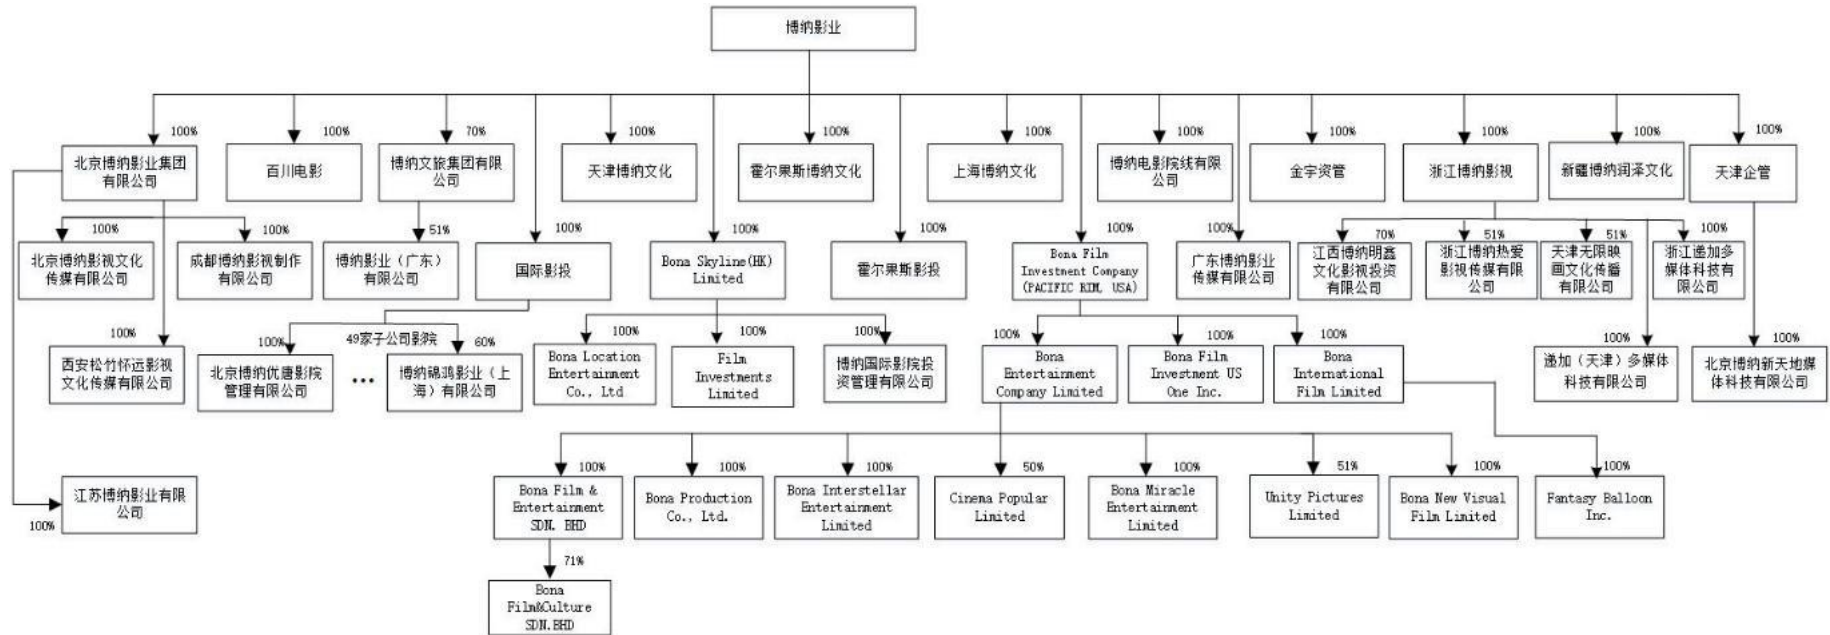 博纳影业
100%
100%
70%
100%
100%
100%
100%
100%
100%
100%
100%
100%
北京博纳影业集团
有限公司
百川电影
博纳文旅集团有限
公司
天津博纳文化
霍尔果斯博纳文化
上海博纳文化
博纳电影院线有限
公司
金宇资管
浙江博纳影视
新疆博纳润泽文化
天津企管
100%
100%
51%
100%
100%
100%
100%
100%
70%
51%
51%
100%
北京博纳影视文化
传媒有限公司
成都博纳影视制作
有限公司
博纳影业（广东）
有限公司
国际影投
Bona Skyline(HK)
Limited
霍尔果斯影投
Bona Film
Investment Company
(PACIFIC RIM, USA)
广东博纳影业
传媒有限公司
江西博纳明鑫
文化影视投资
有限公司
浙江博纳热爱
影视传媒有限
公司
天津无限映
画文化传播
有限公司
浙江递加多
媒体科技有
限公司
100%
100%
49家子公司影院
60%
100%
100%
100%
100%
100%
100%
100%
100%
西安松竹怀远影视
文化传媒有限公司
北京博纳优唐影院
管理有限公司
•••
博纳锦鸿影业（上
海）有限公司
Bona Location
Entertainment
Co., Ltd
Film
Investments
Limited
博纳国际影院投
资管理有限公司
Bona
Entertainment
Company Limited
Bona Film
Investment US
One Inc.
Bona
International
Film Limited
递加（天津）多媒体
科技有限公司
北京博纳新天地媒
体科技有限公司
100%
100%
100%
100%
50%
100%
51%
100%
100%
江苏博纳影业有限
公司
Bona Film &
Entertainment
SDN. BHD
Bona Production
Co., Ltd.
Bona Interstellar
Entertainment
Limited
Cinema Popular
Limited
Bona Miracle
Entertainment
Limited
Unity Pictures
Limited
Bona New Visual
Film Limited
Fantasy Balloon
Inc.
71%
Bona
Film&Culture
SDN.BHD